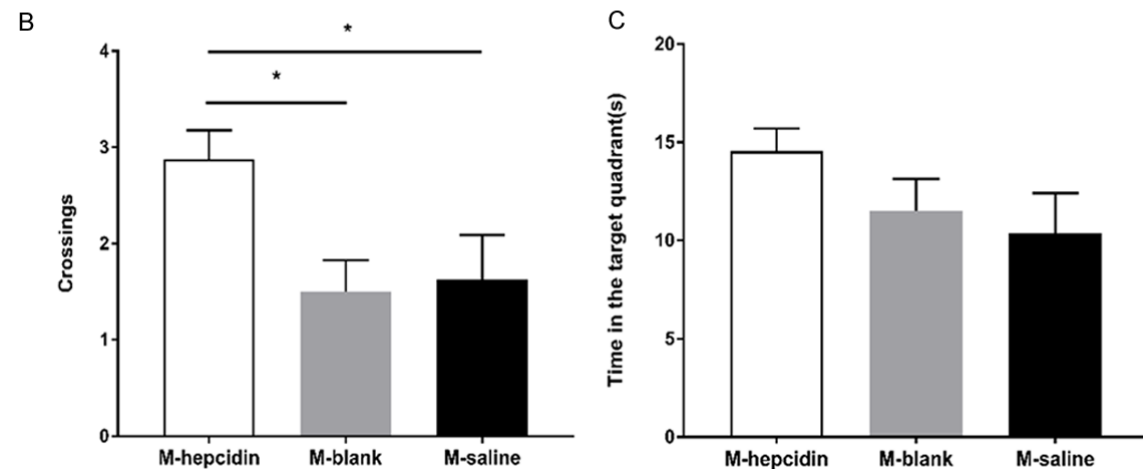 B
*
*
Crossings
4
3
2
1
0
M-hepcidin M-blank M-saline
C
Time in the target quadrant(s)
20
15
10
5
0
M-hepcidin M-blank M-saline